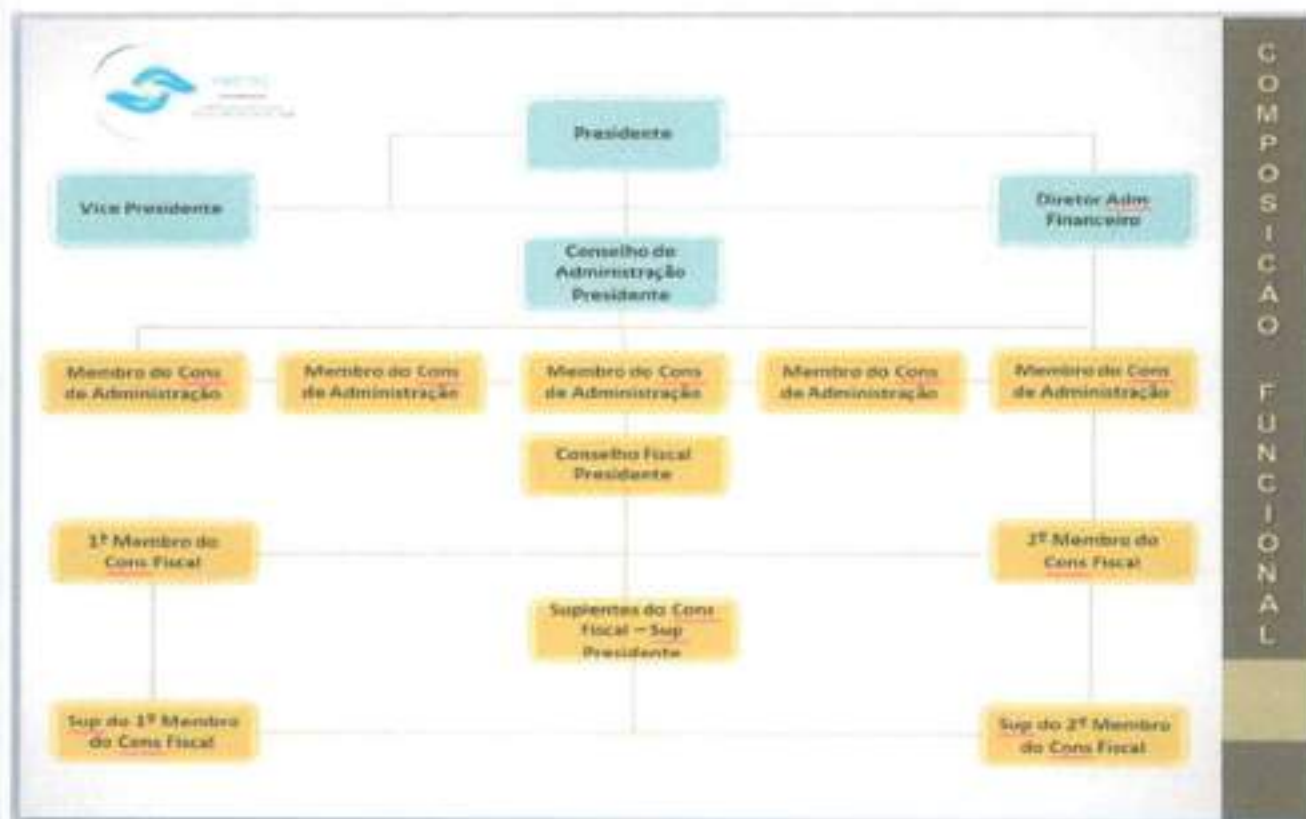 Presidente
Vice Presidente
Diretor Adm
Financeiro
Conselho de
Administração
Presidente
Membro do Cons
de Administração
Membro do Cons
de Administração
Membro do Cons
de Administração
Membro do Cons
de Administração
Membro do Cons
de Administração
Conselho Fiscal
Presidente
1º Membro do
Cons Fiscal
2º Membro do
Cons Fiscal
Suplentes do Cons
Fiscal – Sup
Presidente
Sup do 1º Membro
do Cons Fiscal
Sup do 2º Membro
do Cons Fiscal
COMPOSICAO FUNCIONAL